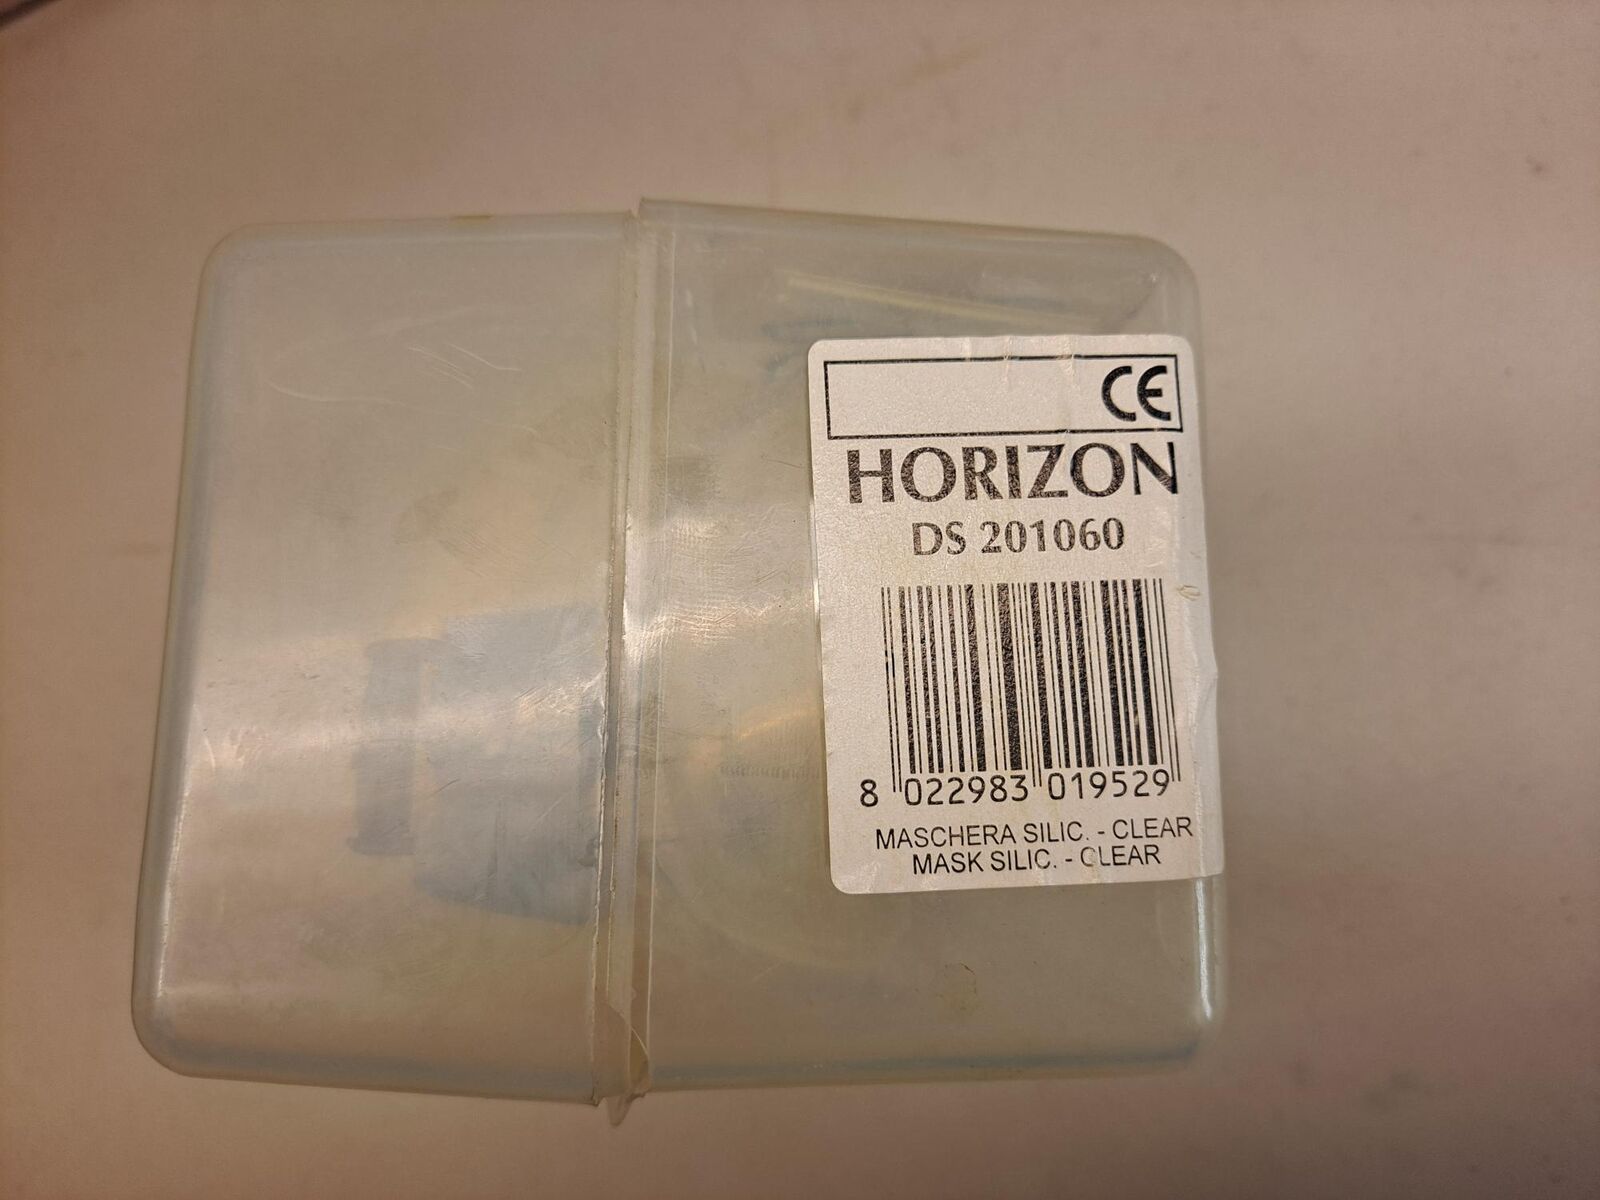 CE
HORIZON
DS 201060
8 022983 019529
MASCHERA SILIC. - CLEAR
MASK SILIC. - CLEAR